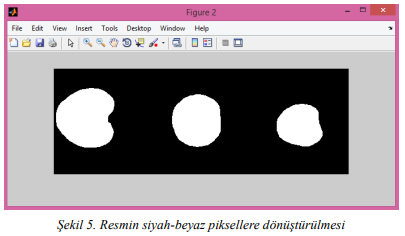 Figure 2
File Edit View Insert Tools Desktop Window Help
Şekil 5. Resmin siyah-beyaz piksellere dönüştürülmesi